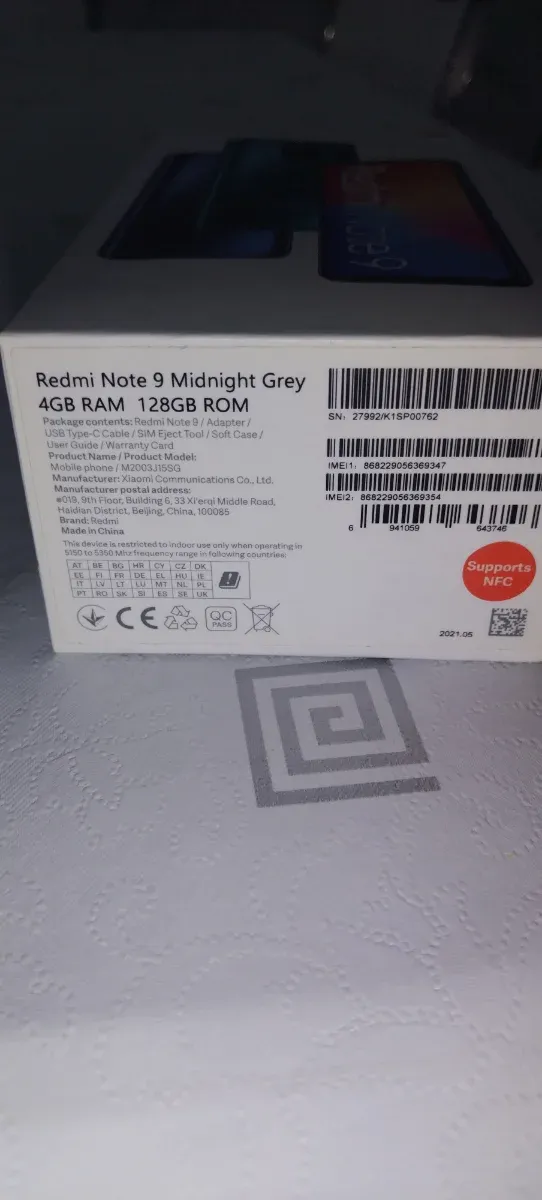 Redmi Note 9 Midnight Grey
4GB RAM 128GB ROM
Package contents: Redmi Note 9 / Adapter /
USB Type-C Cable / SIM Eject Tool / Soft Case /
User Guide / Warranty Card
Product Name / Product Model:
Mobile phone / M2003J15SG
Manufacturer: Xiaomi Communications Co., Ltd.
Manufacturer postal address:
#019, 9th Floor, Building 6, 33 Xi'erqi Middle Road,
Haidian District, Beijing, China, 100085
Brand: Redmi
Made in China
This device is restricted to indoor use only when operating in
5150 to 5350 Mhz frequency range in following countries:
AT BE BG HR CY CZ DK
EE FI FR DE EL HU IE
IT LV LT LU MT NL PL
PT RO SK SI ES SE UK
CE
QC
PASS
SN: 27992/K1SP00762
IMEI1: 868229056369347
IMEI2: 868229056369354
6 941059 643746
Supports
NFC
2021.05